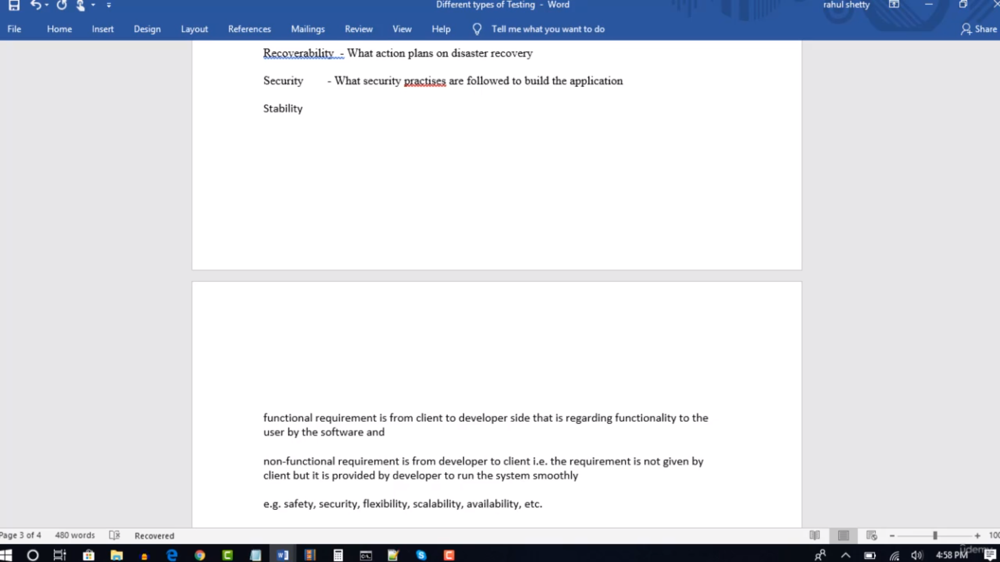 Different types of Testing - Word
rahul shetty
File Home Insert Design Layout References Mailings Review View Help Tell me what you want to do Share
Recoverability - What action plans on disaster recovery
Security - What security practises are followed to build the application
Stability
functional requirement is from client to developer side that is regarding functionality to the
user by the software and
non-functional requirement is from developer to client i.e. the requirement is not given by
client but it is provided by developer to run the system smoothly
e.g. safety, security, flexibility, scalability, availability, etc.
Page 3 of 4 480 words Recovered 100
4:58 PM
udemy